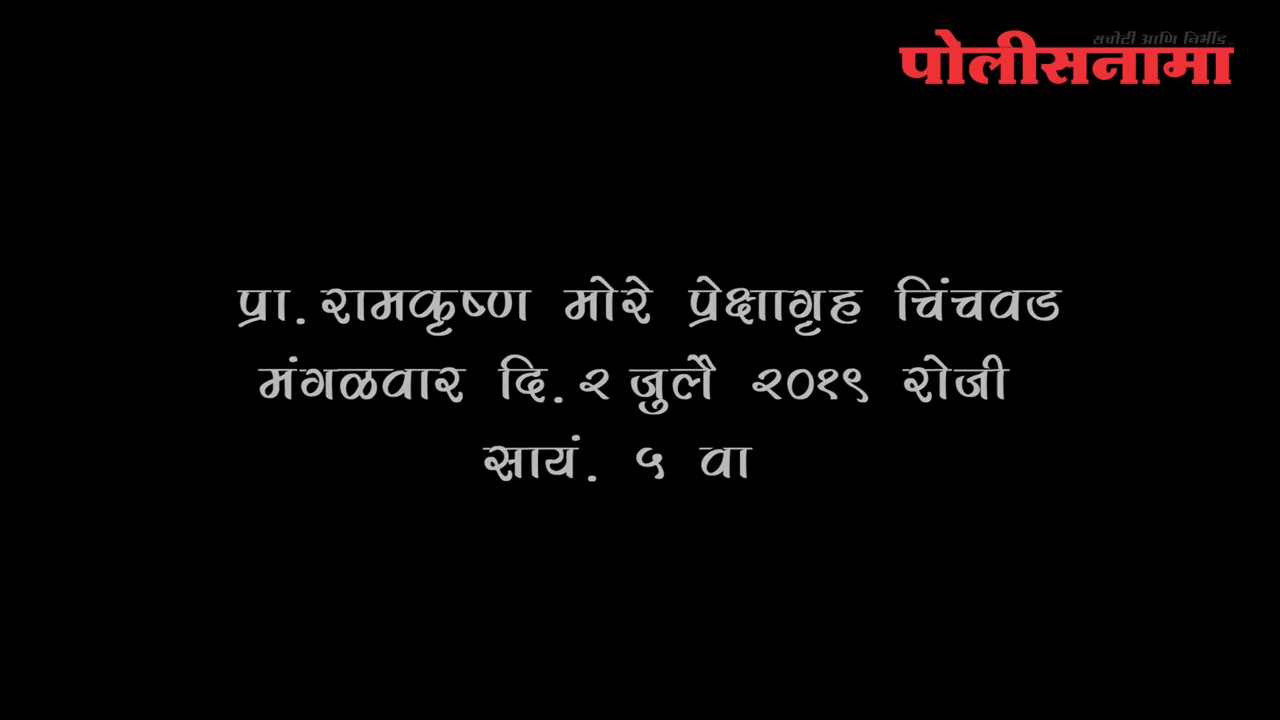 सचोटी आणि निर्भीड
पोलीसनामा
प्रा. रामकृष्ण मोरे प्रेक्षागृह चिंचवड
मंगळवार दि. २ जुलै २०१९ रोजी
सायं. ५ वा